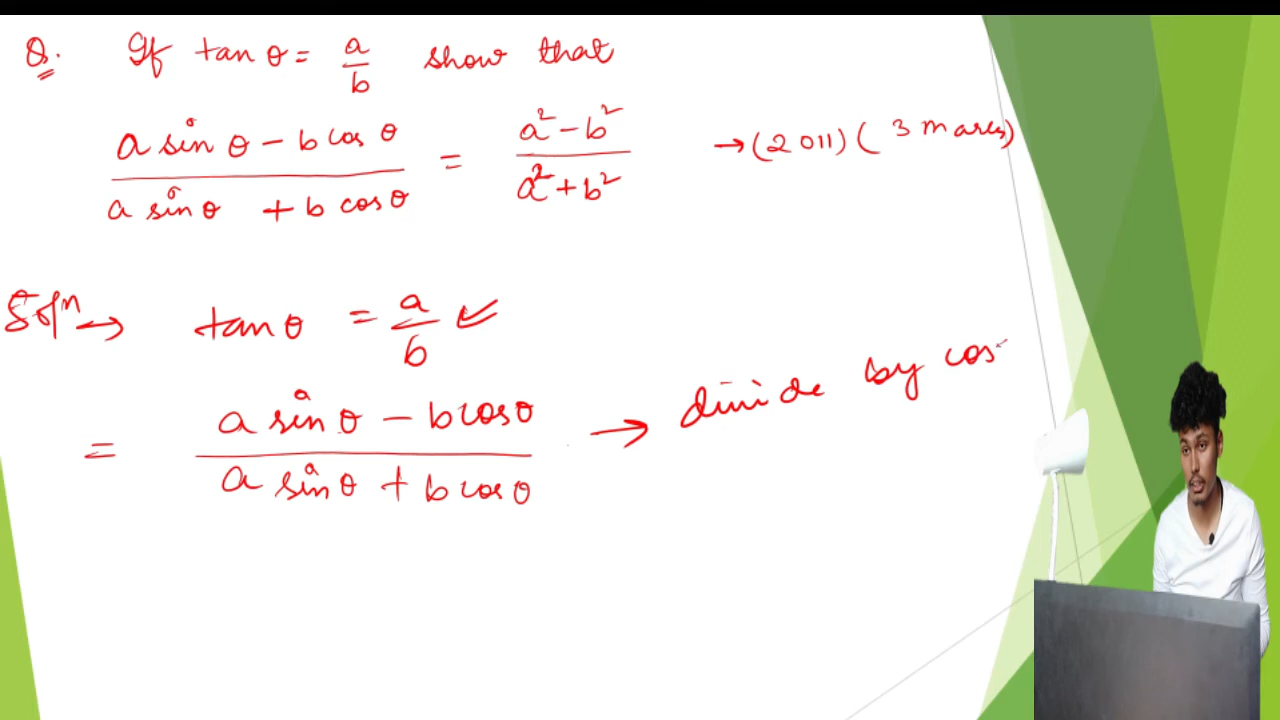 Q. If tan θ = a/b show that
a sin θ − b cos θ / a sin θ + b cos θ = a² − b² / a² + b² → (2011) (3 marks)
Solⁿ → tan θ = a/b ✓
= a sin θ − b cos θ / a sin θ + b cos θ → divide by cos